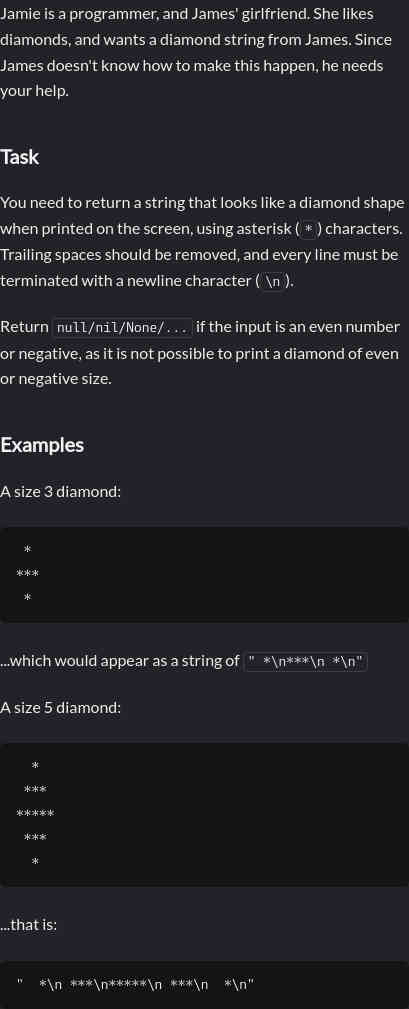 Jamie is a programmer, and James' girlfriend. She likes
diamonds, and wants a diamond string from James. Since
James doesn't know how to make this happen, he needs
your help.
Task
You need to return a string that looks like a diamond shape
when printed on the screen, using asterisk (*) characters.
Trailing spaces should be removed, and every line must be
terminated with a newline character (\n).
Return null/nil/None/... if the input is an even number
or negative, as it is not possible to print a diamond of even
or negative size.
Examples
A size 3 diamond:
 *
***
 *
...which would appear as a string of " *\n***\n *\n"
A size 5 diamond:
  *
 ***
*****
 ***
  *
...that is:
"  *\n ***\n*****\n ***\n  *\n"